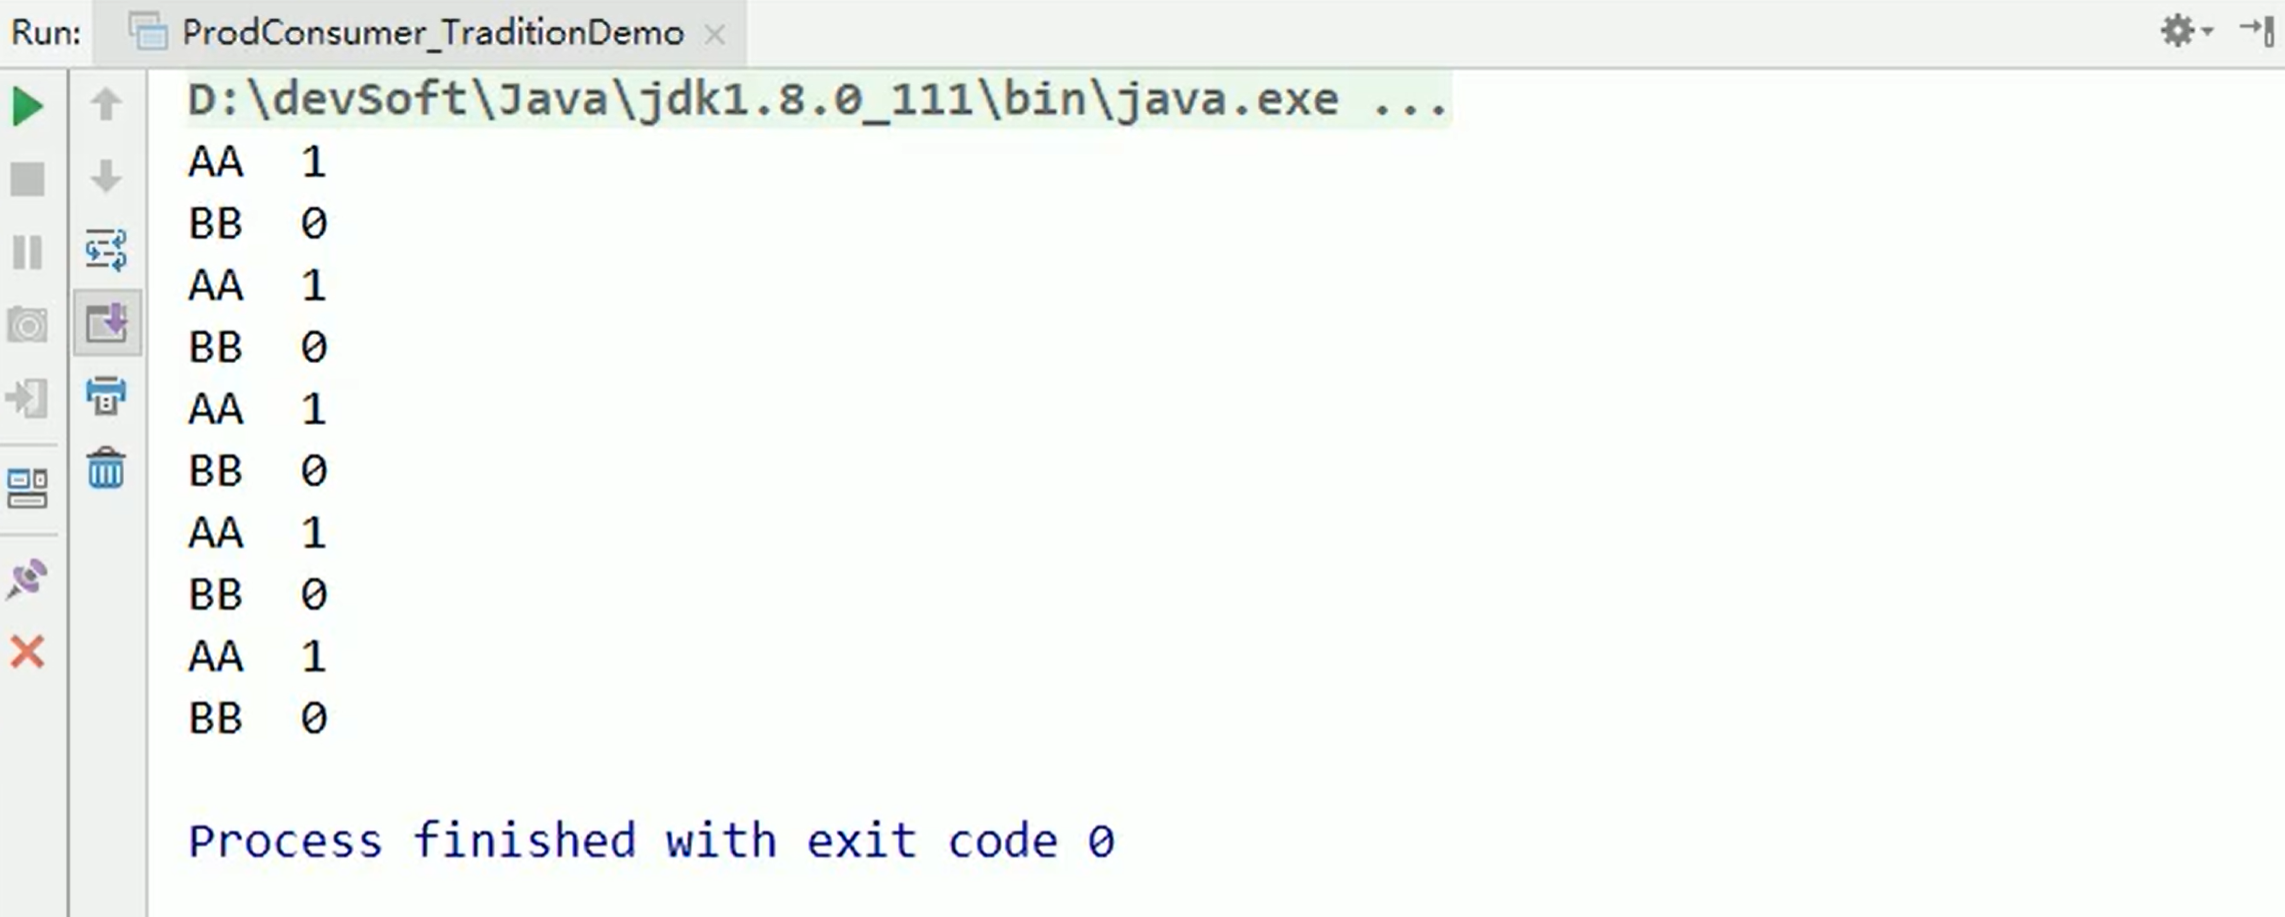 Run: ProdConsumer_TraditionDemo
D:\devSoft\Java\jdk1.8.0_111\bin\java.exe ...
AA  1
BB  0
AA  1
BB  0
AA  1
BB  0
AA  1
BB  0
AA  1
BB  0
Process finished with exit code 0